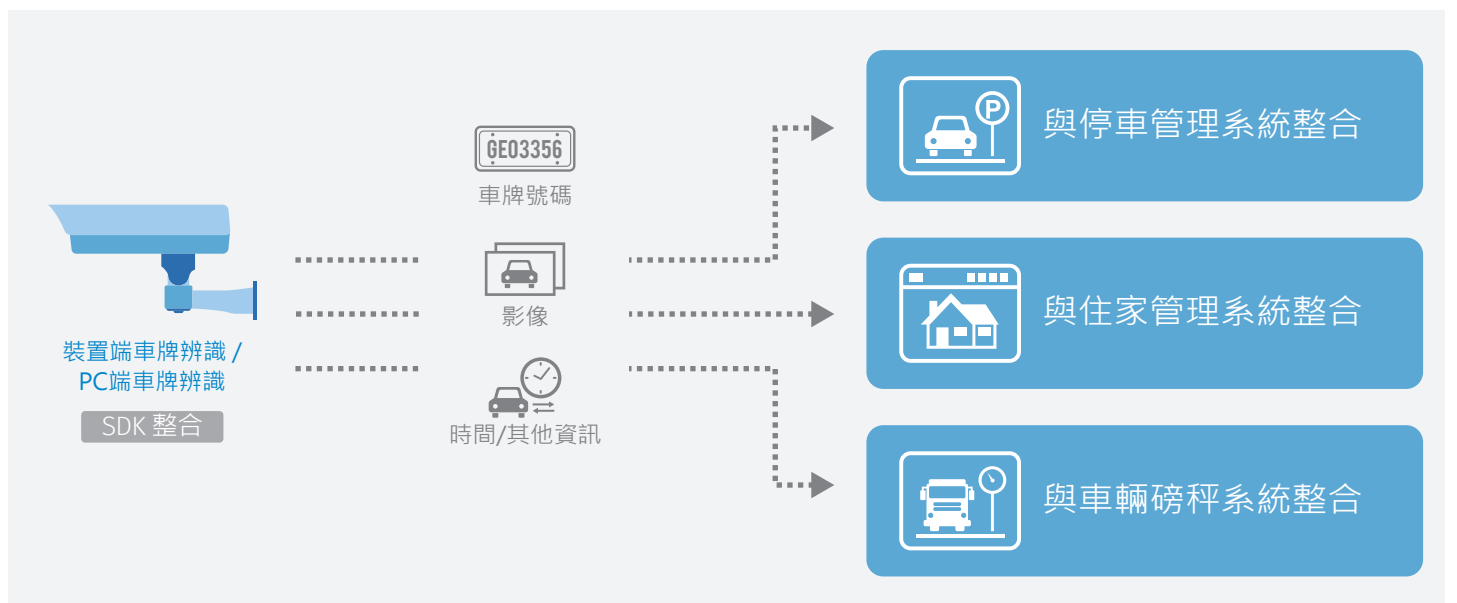 裝置端車牌辨識 /
PC端車牌辨識
SDK 整合
GE03356
車牌號碼
影像
時間/其他資訊
P
與停車管理系統整合
與住家管理系統整合
與車輛磅秤系統整合